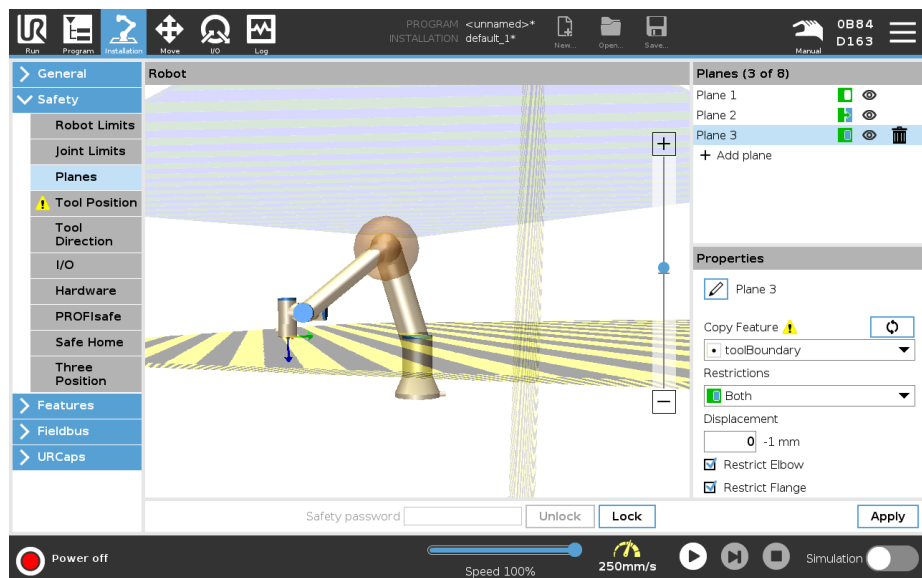 PROGRAM <unnamed>*
INSTALLATION default_1*
Run
Program
Installation
Move
I/O
Log
New...
Open...
Save...
Manual
0B84
D163
General
Safety
Robot Limits
Joint Limits
Planes
Tool Position
Tool
Direction
I/O
Hardware
PROFIsafe
Safe Home
Three
Position
Features
Fieldbus
URCaps
Robot
Planes (3 of 8)
Plane 1
Plane 2
Plane 3
+ Add plane
Properties
Plane 3
Copy Feature
toolBoundary
Restrictions
Both
Displacement
0 -1 mm
Restrict Elbow
Restrict Flange
Safety password
Unlock
Lock
Apply
Power off
Speed 100%
250mm/s
Simulation